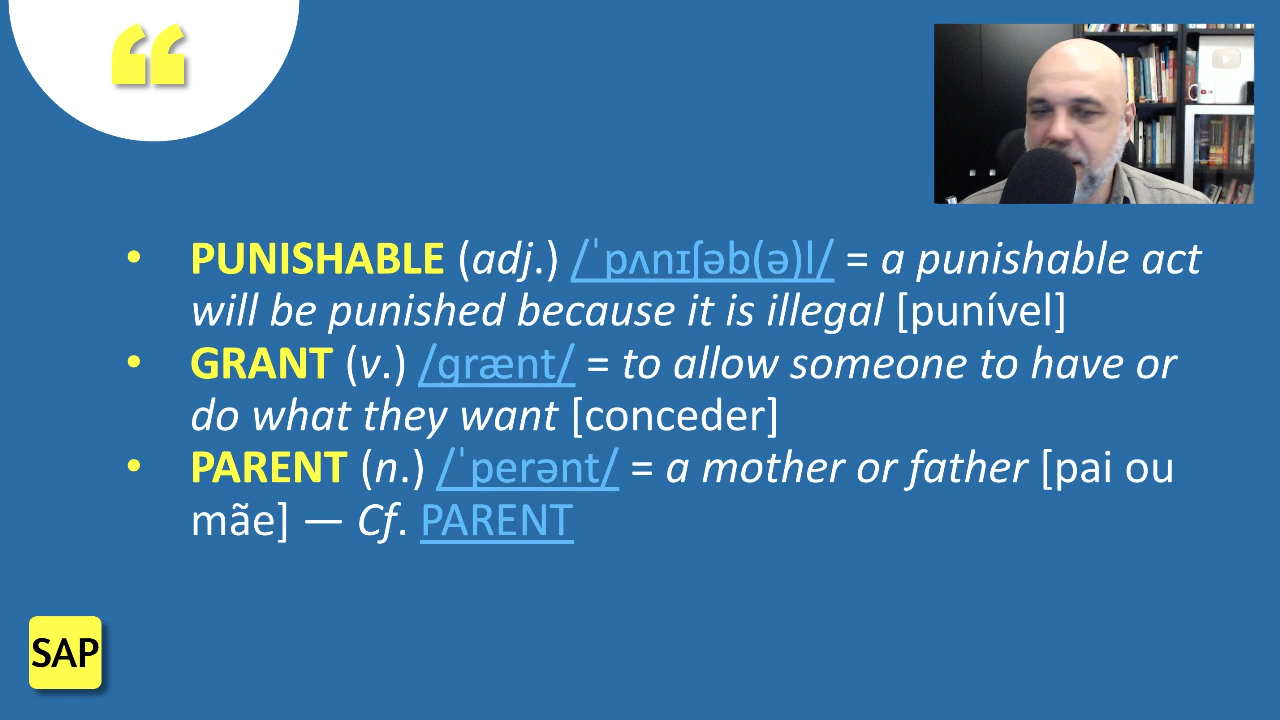 “
• PUNISHABLE (adj.) /ˈpʌnɪʃəb(ə)l/ = a punishable act
will be punished because it is illegal [punível]
• GRANT (v.) /ɡrænt/ = to allow someone to have or
do what they want [conceder]
• PARENT (n.) /ˈperənt/ = a mother or father [pai ou
mãe] — Cf. PARENT
SAP